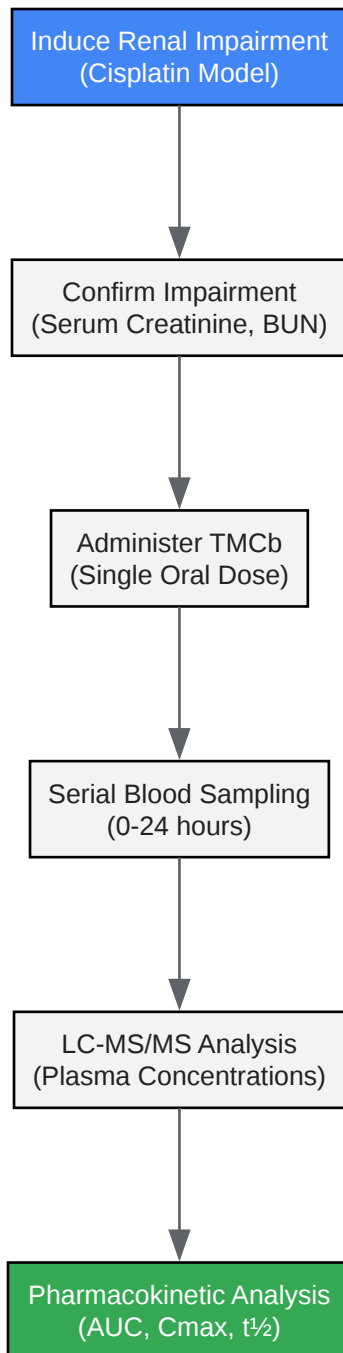 Induce Renal Impairment
(Cisplatin Model)
Confirm Impairment
(Serum Creatinine, BUN)
Administer TMCb
(Single Oral Dose)
Serial Blood Sampling
(0-24 hours)
LC-MS/MS Analysis
(Plasma Concentrations)
Pharmacokinetic Analysis
(AUC, Cmax, t½)